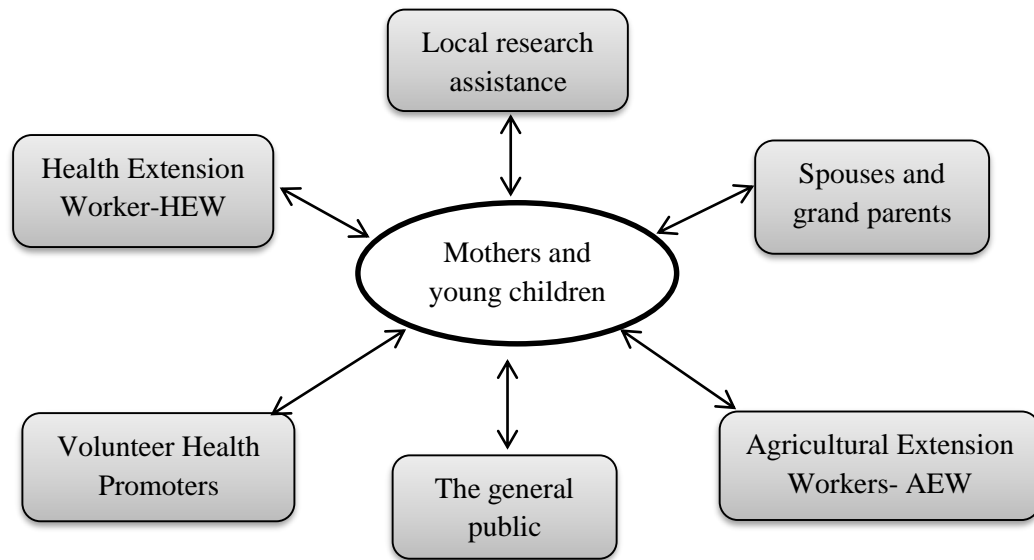 Local research
assistance
Health Extension
Worker-HEW
Spouses and
grand parents
Mothers and
young children
Volunteer Health
Promoters
The general
public
Agricultural Extension
Workers- AEW